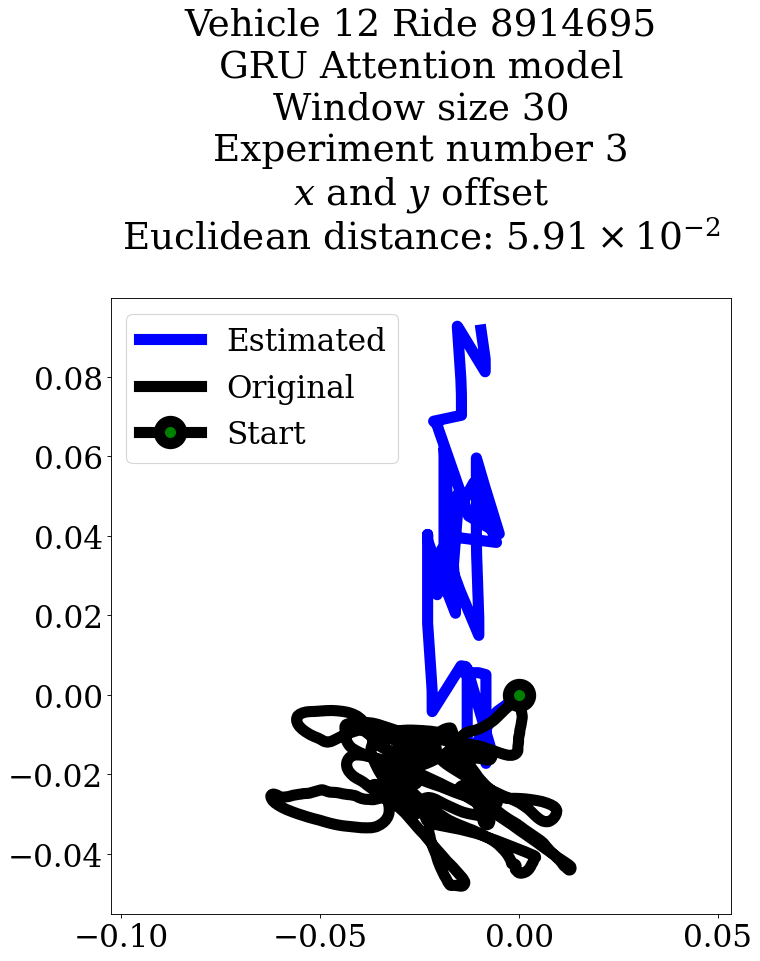 Vehicle 12 Ride 8914695
GRU Attention model
Window size 30
Experiment number 3
x and y offset
Euclidean distance: 5.91 × 10⁻²
Estimated
Original
Start
0.08
0.06
0.04
0.02
0.00
−0.02
−0.04
−0.10
−0.05
0.00
0.05